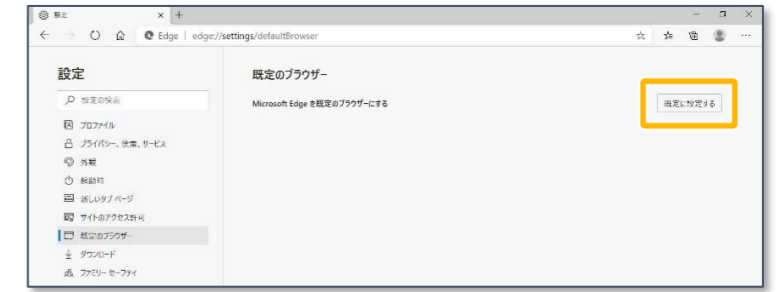 設定
Edge | edge://settings/defaultBrowser
設定
設定の検索
既定のブラウザー
Microsoft Edge を既定のブラウザーにする
既定に設定する
プロファイル
プライバシー、検索、サービス
外観
起動時
新しいタブ ページ
サイトのアクセス許可
既定のブラウザー
ダウンロード
ファミリー セーフティ